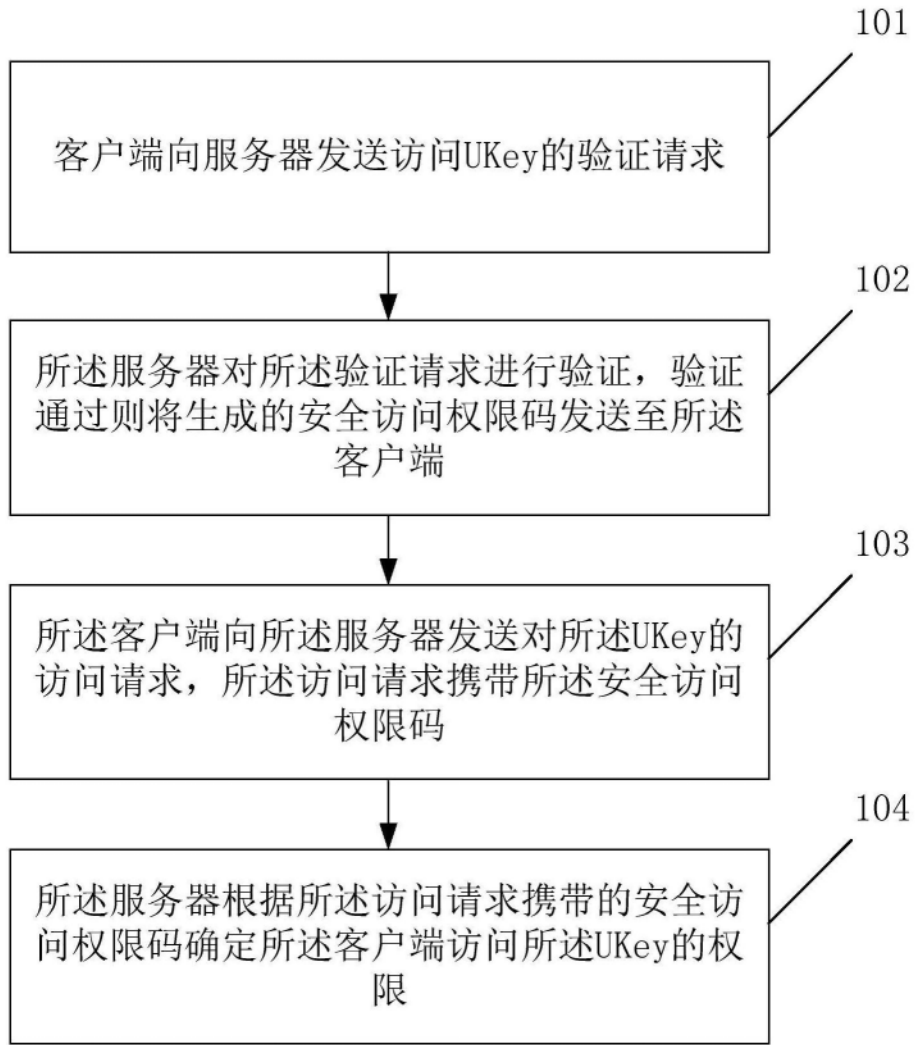 101
客户端向服务器发送访问UKey的验证请求
102
所述服务器对所述验证请求进行验证，验证
通过则将生成的安全访问权限码发送至所述
客户端
103
所述客户端向所述服务器发送对所述UKey的
访问请求，所述访问请求携带所述安全访问
权限码
104
所述服务器根据所述访问请求携带的安全访
问权限码确定所述客户端访问所述UKey的权
限